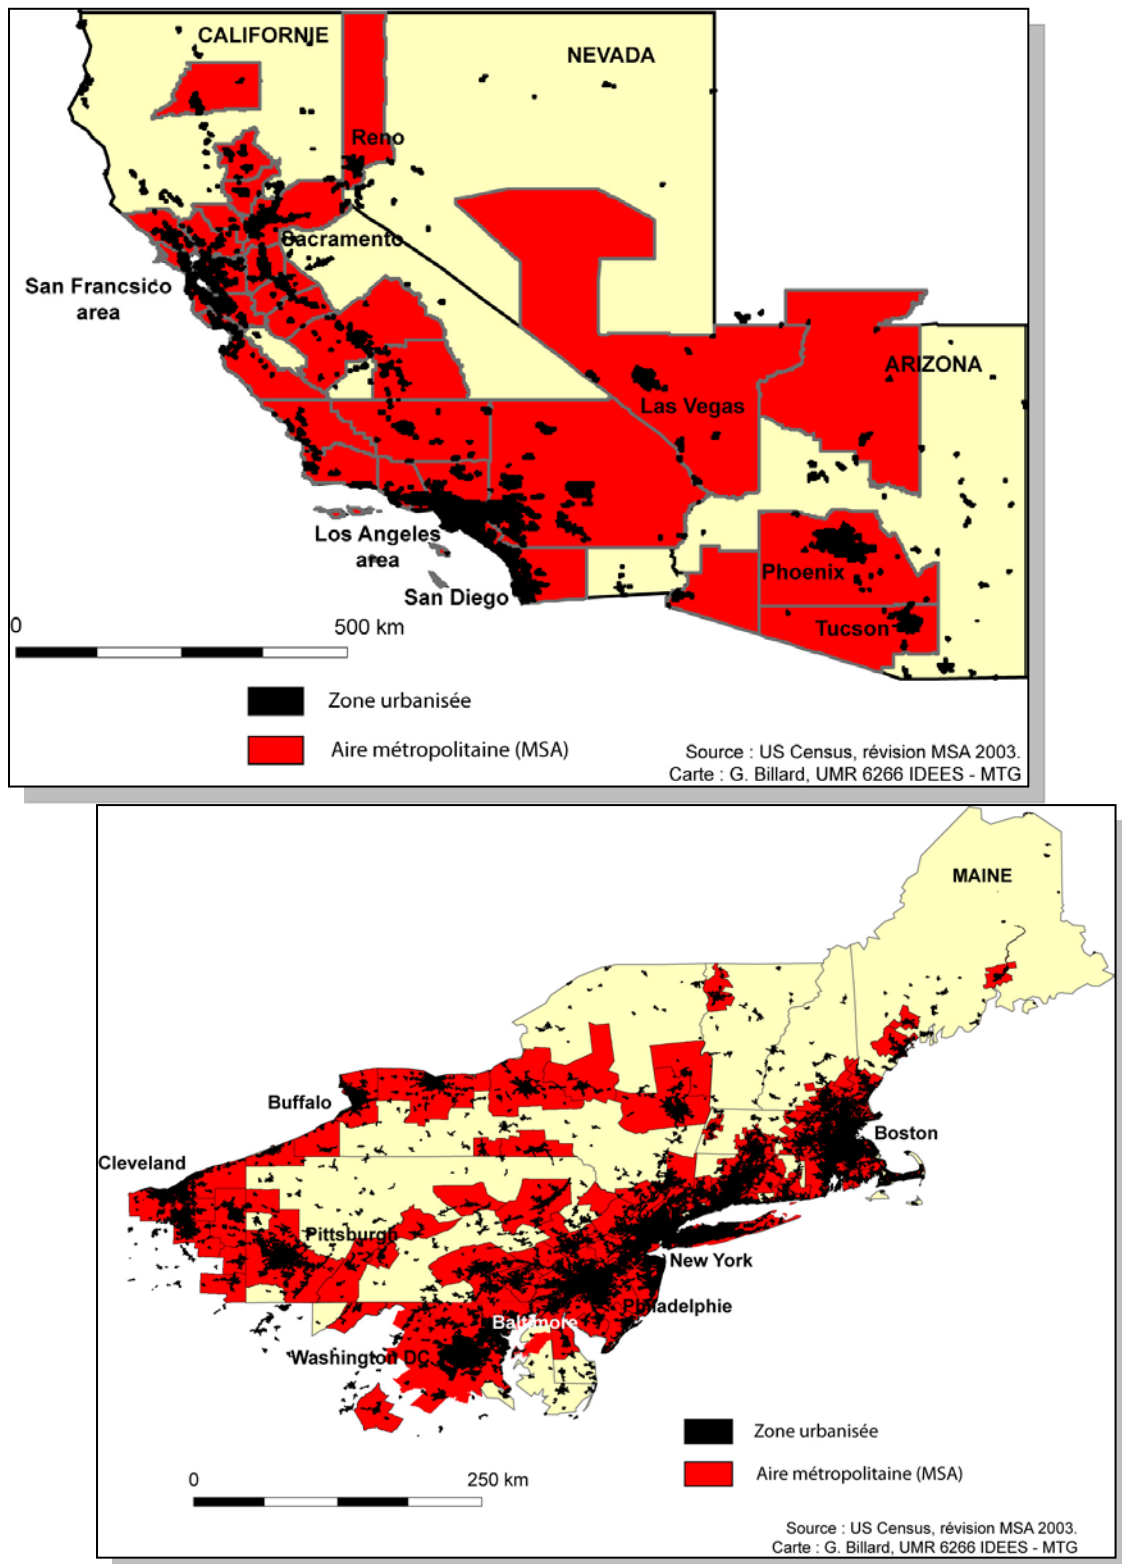 CALIFORNIE
NEVADA
Reno
Sacramento
San Francsico
area
ARIZONA
Las Vegas
Los Angeles
area
Phoenix
San Diego
Tucson
0
500 km
Zone urbanisée
Aire métropolitaine (MSA)
Source : US Census, révision MSA 2003.
Carte : G. Billard, UMR 6266 IDEES - MTG
MAINE
Buffalo
Boston
Cleveland
Pittsburgh
New York
Philadelphie
Baltimore
Washington DC
Zone urbanisée
0
250 km
Aire métropolitaine (MSA)
Source : US Census, révision MSA 2003.
Carte : G. Billard, UMR 6266 IDEES - MTG